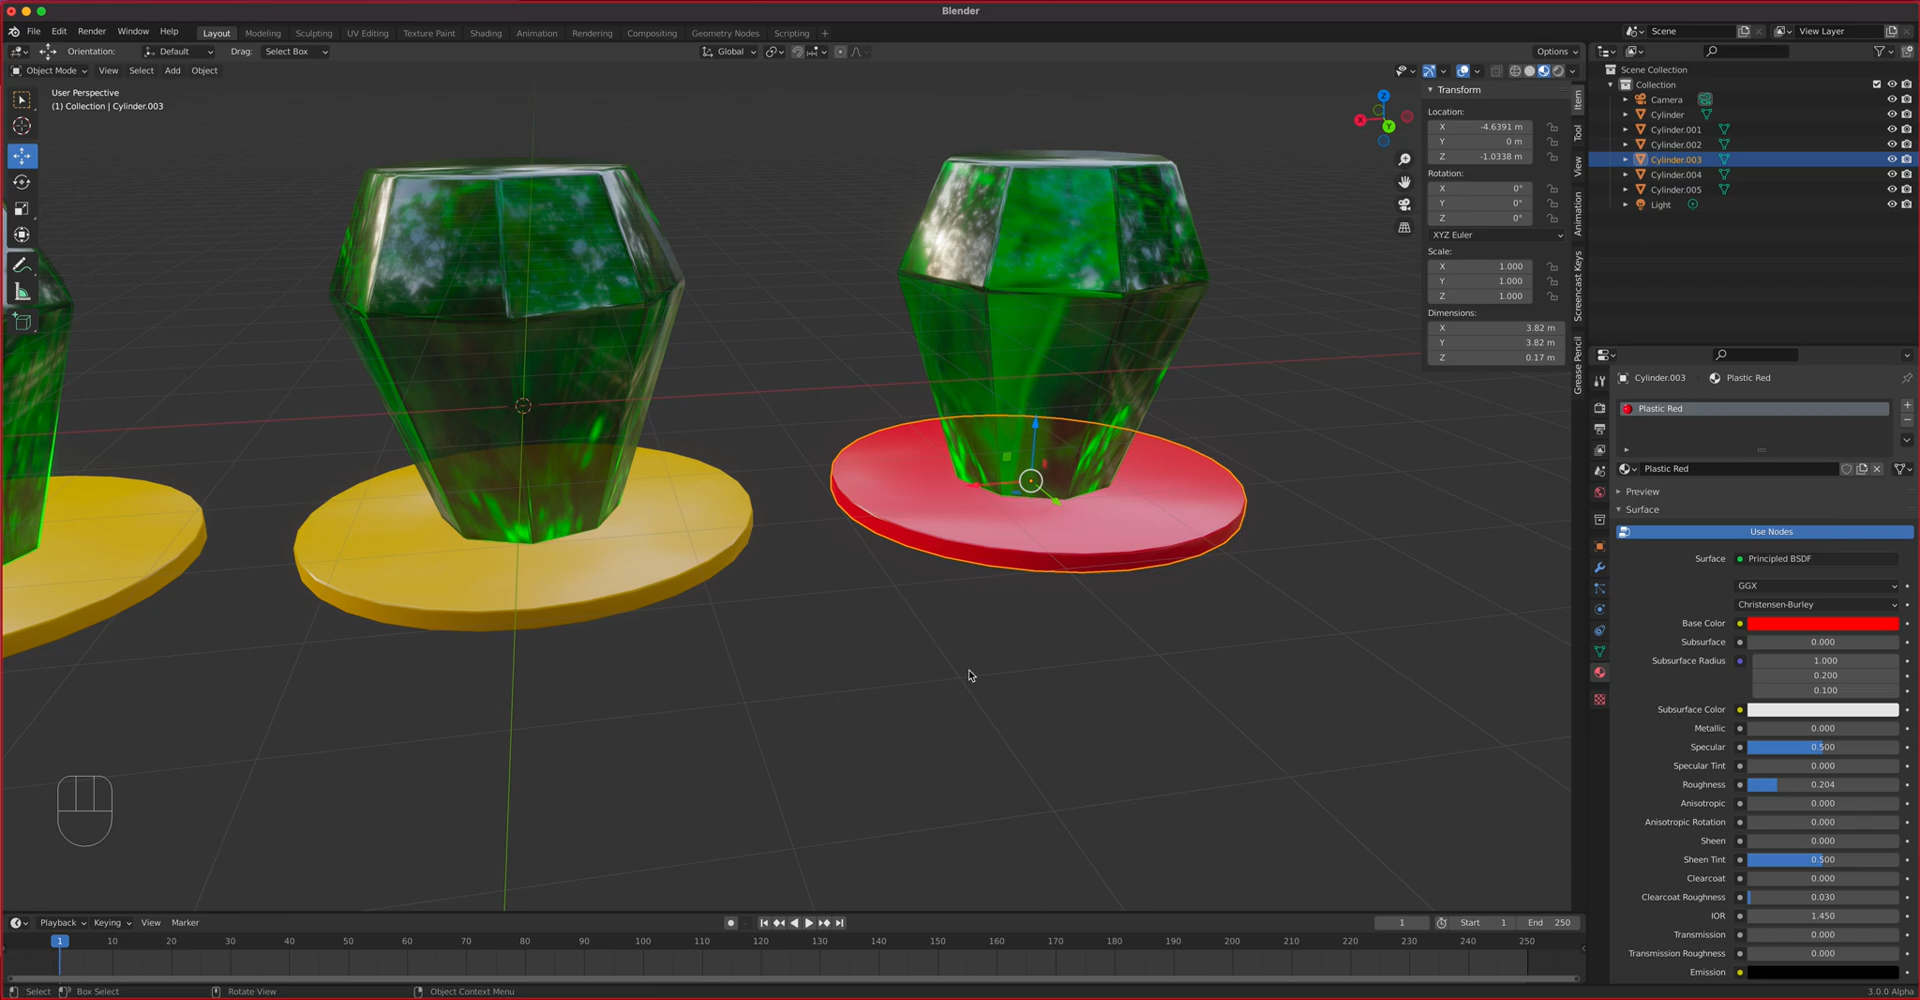 Blender
File Edit Render Window Help Layout Modeling Sculpting UV Editing Texture Paint Shading Animation Rendering Compositing Geometry Nodes Scripting + Scene View Layer
Orientation: Default Drag: Select Box Global Options
Object Mode View Select Add Object
User Perspective
(1) Collection | Cylinder.003
X
Y
Z
Transform
Location:
X -4.6391 m
Y 0 m
Z -1.0338 m
Rotation:
X 0°
Y 0°
Z 0°
XYZ Euler
Scale:
X 1.000
Y 1.000
Z 1.000
Dimensions:
X 3.82 m
Y 3.82 m
Z 0.17 m
Item
Tool
View
Animation
Screencast Keys
Grease Pencil
Scene Collection
Collection
Camera
Cylinder
Cylinder.001
Cylinder.002
Cylinder.003
Cylinder.004
Cylinder.005
Light
Cylinder.003 Plastic Red
Plastic Red
Plastic Red
Preview
Surface
Use Nodes
Surface Principled BSDF
GGX
Christensen-Burley
Base Color
Subsurface 0.000
Subsurface Radius 1.000
0.200
0.100
Subsurface Color
Metallic 0.000
Specular 0.500
Specular Tint 0.000
Roughness 0.204
Anisotropic 0.000
Anisotropic Rotation 0.000
Sheen 0.000
Sheen Tint 0.500
Clearcoat 0.000
Clearcoat Roughness 0.030
IOR 1.450
Transmission 0.000
Transmission Roughness 0.000
Emission
Playback Keying View Marker 1 Start 1 End 250
1 10 20 30 40 50 60 70 80 90 100 110 120 130 140 150 160 170 180 190 200 210 220 230 240 250
Select Box Select Rotate View Object Context Menu 3.0.0 Alpha